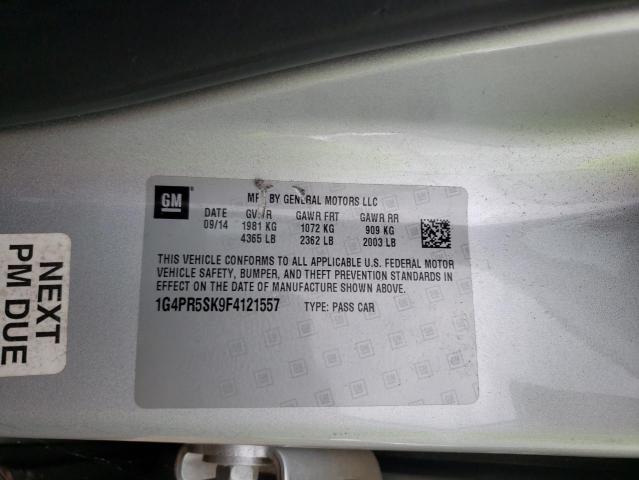 GM
MF BY GENERAL MOTORS LLC
DATE GV R GAWR FRT GAWR RR
09/14 1981 KG 1072 KG 909 KG
4365 LB 2362 LB 2003 LB
THIS VEHICLE CONFORMS TO ALL APPLICABLE U.S. FEDERAL MOTOR
VEHICLE SAFETY, BUMPER, AND THEFT PREVENTION STANDARDS IN
EFFECT ON THE DATE OF MANUFACTURE SHOWN ABOVE.
1G4PR5SK9F4121557 TYPE: PASS CAR
NEXT
PM DUE